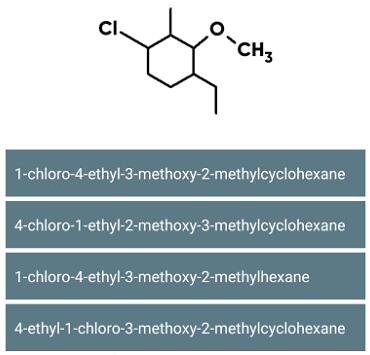 Cl
O
CH3
1-chloro-4-ethyl-3-methoxy-2-methylcyclohexane
4-chloro-1-ethyl-2-methoxy-3-methylcyclohexane
1-chloro-4-ethyl-3-methoxy-2-methylhexane
4-ethyl-1-chloro-3-methoxy-2-methylcyclohexane